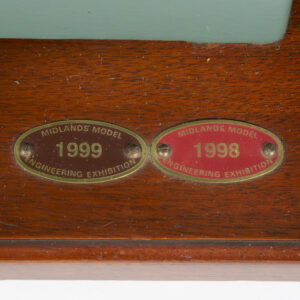 MIDLANDS MODEL
1999
ENGINEERING EXHIBITION
MIDLANDS MODEL
1998
ENGINEERING EXHIBITION